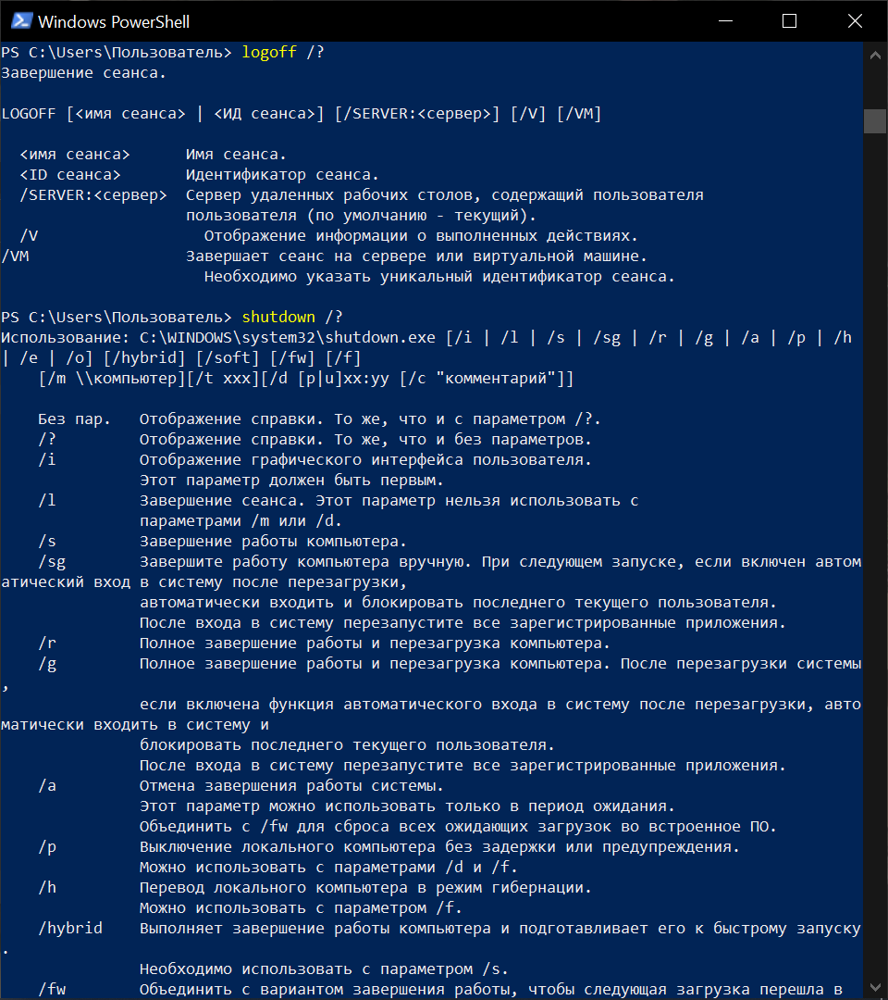 Windows PowerShell
PS C:\Users\Пользователь> logoff /?
Завершение сеанса.
LOGOFF [<имя сеанса> | <ИД сеанса>] [/SERVER:<сервер>] [/V] [/VM]
<имя сеанса> Имя сеанса.
<ID сеанса> Идентификатор сеанса.
/SERVER:<сервер> Сервер удаленных рабочих столов, содержащий пользователя
пользователя (по умолчанию - текущий).
/V Отображение информации о выполненных действиях.
/VM Завершает сеанс на сервере или виртуальной машине.
Необходимо указать уникальный идентификатор сеанса.
PS C:\Users\Пользователь> shutdown /?
Использование: C:\WINDOWS\system32\shutdown.exe [/i | /l | /s | /sg | /r | /g | /a | /p | /h
| /e | /o] [/hybrid] [/soft] [/fw] [/f]
[/m \\компьютер][/t xxx][/d [p|u]xx:yy [/c "комментарий"]]
Без пар. Отображение справки. То же, что и с параметром /?.
/? Отображение справки. То же, что и без параметров.
/i Отображение графического интерфейса пользователя.
Этот параметр должен быть первым.
/l Завершение сеанса. Этот параметр нельзя использовать с
параметрами /m или /d.
/s Завершение работы компьютера.
/sg Завершите работу компьютера вручную. При следующем запуске, если включен автом
атический вход в систему после перезагрузки,
автоматически входить и блокировать последнего текущего пользователя.
После входа в систему перезапустите все зарегистрированные приложения.
/r Полное завершение работы и перезагрузка компьютера.
/g Полное завершение работы и перезагрузка компьютера. После перезагрузки системы
,
если включена функция автоматического входа в систему после перезагрузки, авто
матически входить в систему и
блокировать последнего текущего пользователя.
После входа в систему перезапустите все зарегистрированные приложения.
/a Отмена завершения работы системы.
Этот параметр можно использовать только в период ожидания.
Объединить с /fw для сброса всех ожидающих загрузок во встроенное ПО.
/p Выключение локального компьютера без задержки или предупреждения.
Можно использовать с параметрами /d и /f.
/h Перевод локального компьютера в режим гибернации.
Можно использовать с параметром /f.
/hybrid Выполняет завершение работы компьютера и подготавливает его к быстрому запуску
.
Необходимо использовать с параметром /s.
/fw Объединить с вариантом завершения работы, чтобы следующая загрузка перешла в